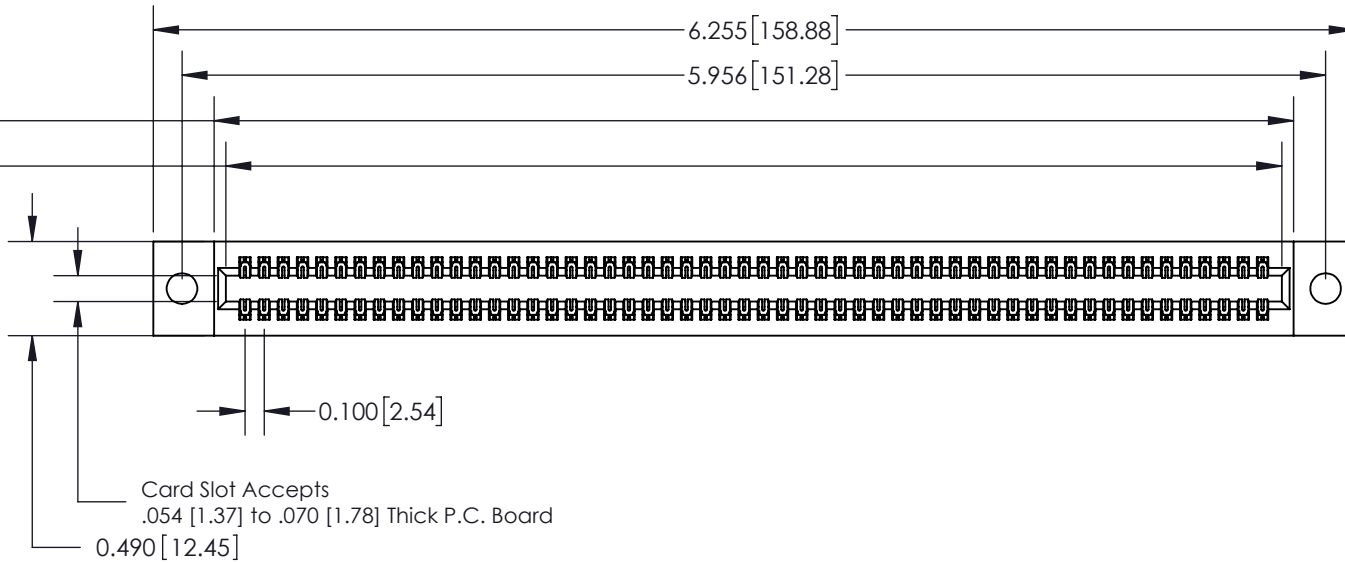 6.255[158.88]
5.956[151.28]
0.100[2.54]
Card Slot Accepts
.054 [1.37] to .070 [1.78] Thick P.C. Board
0.490[12.45]